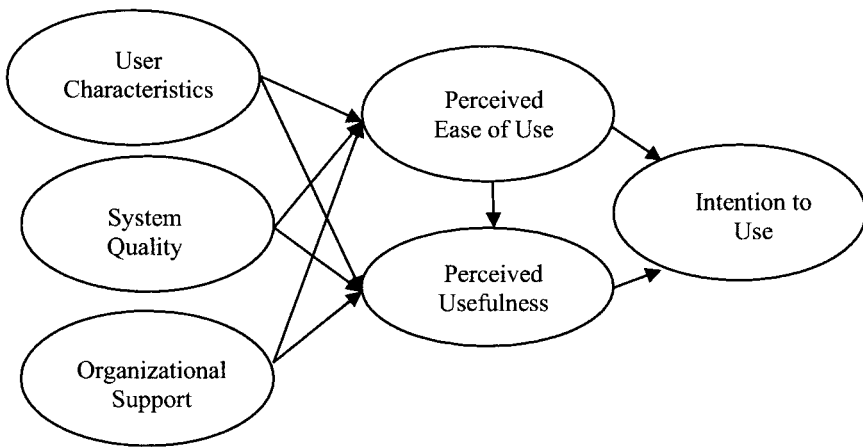 User
Characteristics
System
Quality
Organizational
Support
Perceived
Ease of Use
Perceived
Usefulness
Intention to
Use